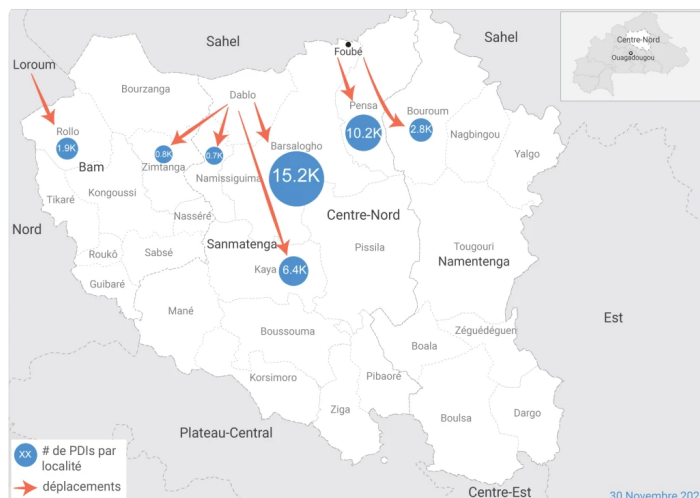 Sahel
Sahel
Centre-Nord
Ouagadougou
Foubé
Loroum
Bourzanga
Dablo
Pensa
Bouroum
Rollo
1.9K
10.2K
2.8K
Nagbingou
Barsalogho
0.8K
0.7K
Yalgo
Bam
Zimtanga
Namissiguima
15.2K
Kongoussi
Tikaré
Nasséré
Centre-Nord
Nord
Sanmatenga
Pissila
Tougouri
Roukô
Sabsé
Namentenga
Kaya
6.4K
Guibaré
Mané
Est
Boussouma
Zéguédéguen
Boala
Korsimoro
Pibaoré
Ziga
Boulsa
Dargo
Plateau-Central
XX
# de PDIs par
localité
déplacements
Centre-Est
30 Novembre 202